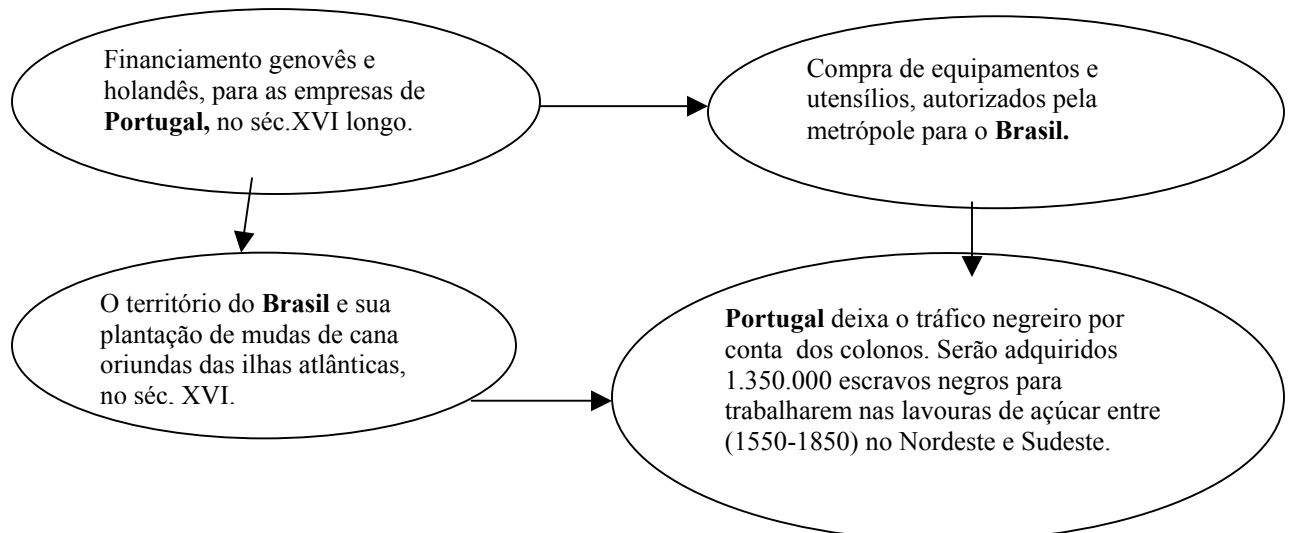 Financiamento genovês e
holandês, para as empresas de
Portugal, no séc.XVI longo.
Compra de equipamentos e
utensílios, autorizados pela
metrópole para o Brasil.
O território do Brasil e sua
plantação de mudas de cana
oriundas das ilhas atlânticas,
no séc. XVI.
Portugal deixa o tráfico negreiro por
conta dos colonos. Serão adquiridos
1.350.000 escravos negros para
trabalharem nas lavouras de açúcar entre
(1550-1850) no Nordeste e Sudeste.